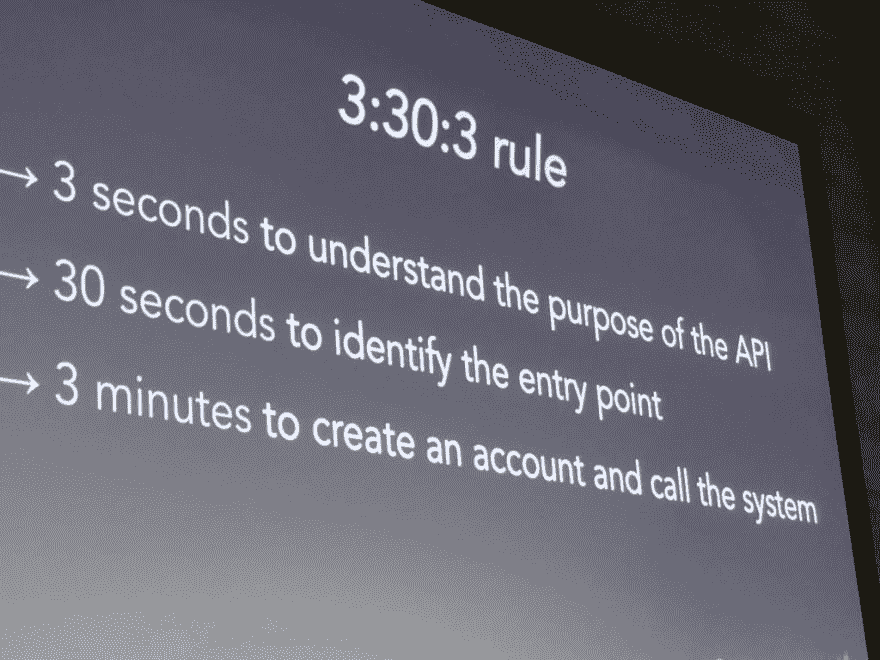 3:30:3 rule
→ 3 seconds to understand the purpose of the API
→ 30 seconds to identify the entry point
→ 3 minutes to create an account and call the system